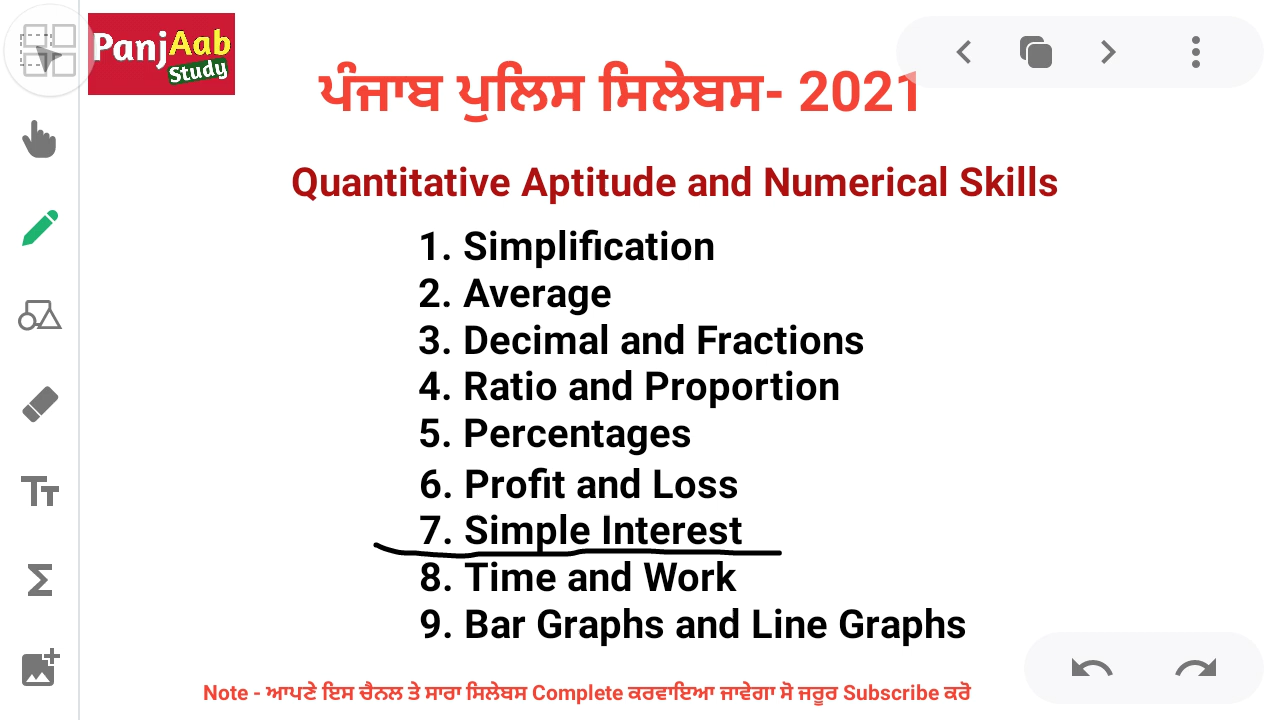 PanjAab
Study
ਪੰਜਾਬ ਪੁਲਿਸ ਸਿਲੇਬਸ- 2021
Quantitative Aptitude and Numerical Skills
1. Simplification
2. Average
3. Decimal and Fractions
4. Ratio and Proportion
5. Percentages
6. Profit and Loss
7. Simple Interest
8. Time and Work
9. Bar Graphs and Line Graphs
Note - ਆਪਣੇ ਇਸ ਚੈਨਲ ਤੇ ਸਾਰਾ ਸਿਲੇਬਸ Complete ਕਰਵਾਇਆ ਜਾਵੇਗਾ ਸੋ ਜਰੂਰ Subscribe ਕਰੋ